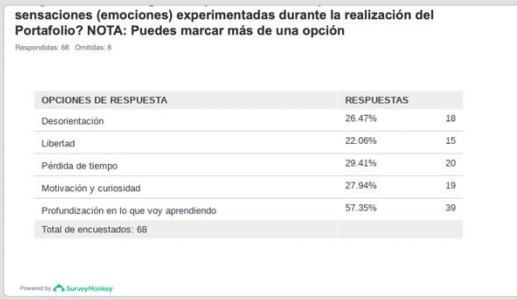 sensaciones (emociones) experimentadas durante la realización del
Portafolio? NOTA: Puedes marcar más de una opción
Respondidas: 68 Omitidas: 8
OPCIONES DE RESPUESTA RESPUESTAS
Desorientación 26.47% 18
Libertad 22.06% 15
Pérdida de tiempo 29.41% 20
Motivación y curiosidad 27.94% 19
Profundización en lo que voy aprendiendo 57.35% 39
Total de encuestados: 68
Powered by SurveyMonkey